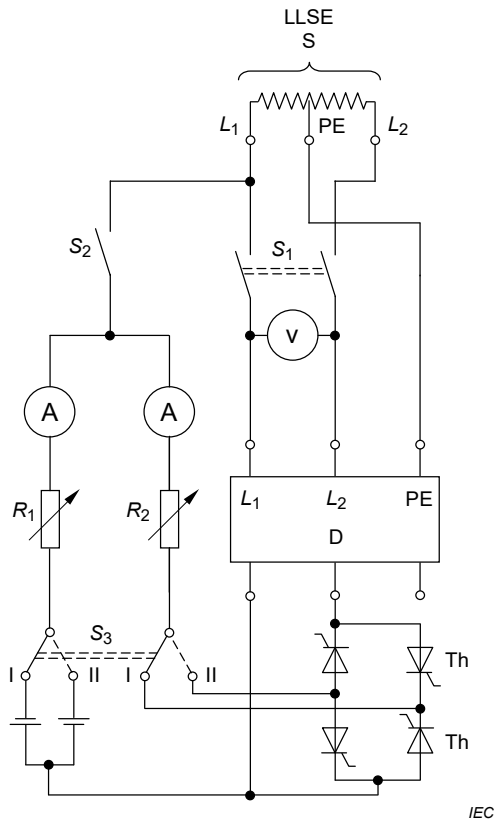 LLSE
S
L1 PE L2
S2
S1
V
A A
R1 R2
L1 L2 PE
D
S3
I II I II
Th
Th
IEC